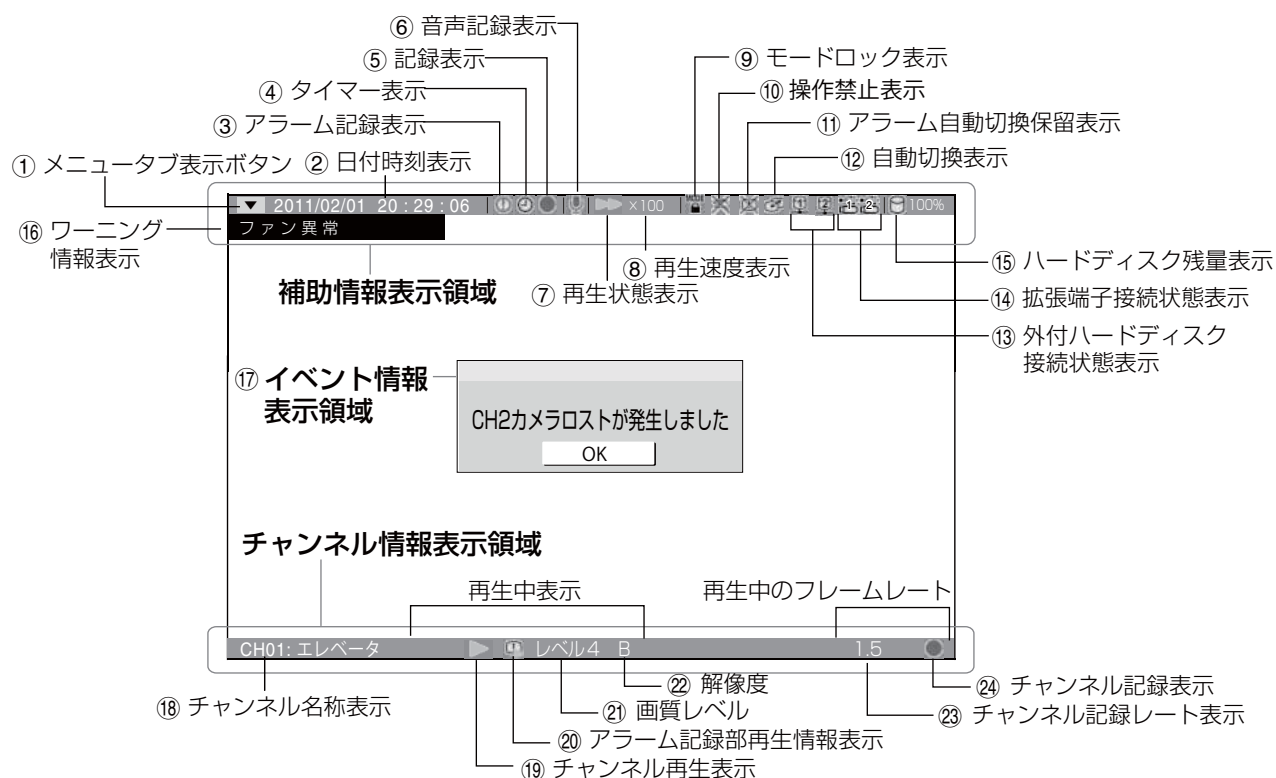 ⑥ 音声記録表示
⑤ 記録表示
④ タイマー表示
③ アラーム記録表示
① メニュータブ表示ボタン
② 日付時刻表示
⑨ モードロック表示
⑩ 操作禁止表示
⑪ アラーム自動切換保留表示
⑫ 自動切換表示
▼ 2011/02/01 20:29:06 ×100 MODE 1 2 1 2 100%
ファン異常
⑯ ワーニング
情報表示
補助情報表示領域
⑧ 再生速度表示
⑦ 再生状態表示
⑮ ハードディスク残量表示
⑭ 拡張端子接続状態表示
⑬ 外付ハードディスク
接続状態表示
⑰ イベント情報
表示領域
CH2カメラロストが発生しました
OK
チャンネル情報表示領域
再生中表示
再生中のフレームレート
CH01: エレベータ レベル4 B 1.5
⑱ チャンネル名称表示
㉒ 解像度
㉑ 画質レベル
⑳ アラーム記録部再生情報表示
⑲ チャンネル再生表示
㉔ チャンネル記録表示
㉓ チャンネル記録レート表示